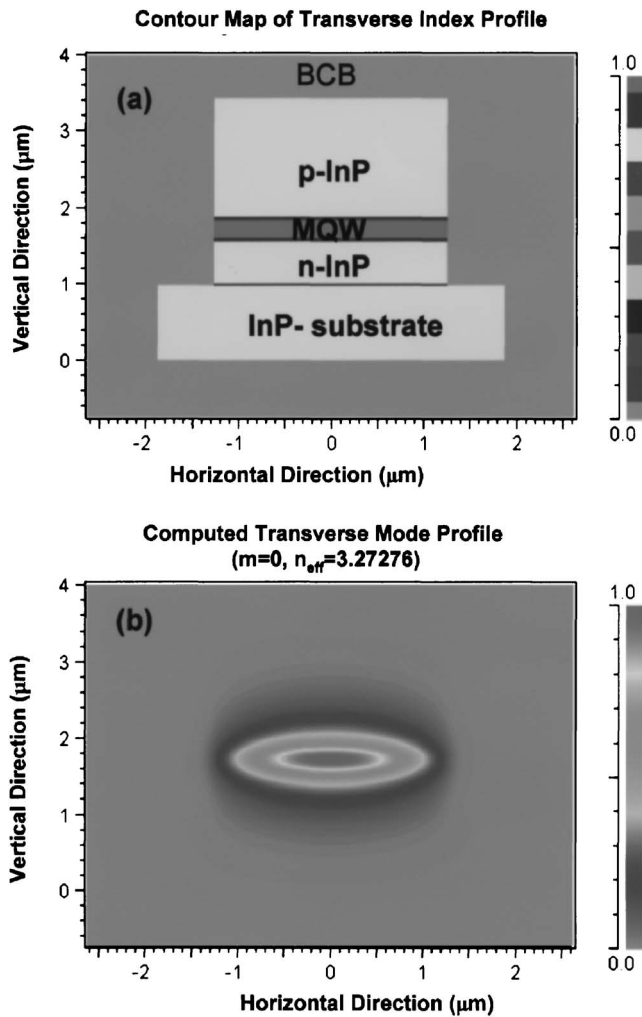 Contour Map of Transverse Index Profile
4
3
2
1
0
Vertical Direction (μm)
(a)
BCB
p-InP
MQW
n-InP
InP- substrate
1.0
0.0
-2 -1 0 1 2
Horizontal Direction (μm)
Computed Transverse Mode Profile
(m=0, neff=3.27276)
4
3
2
1
0
Vertical Direction (μm)
(b)
1.0
0.0
-2 -1 0 1 2
Horizontal Direction (μm)